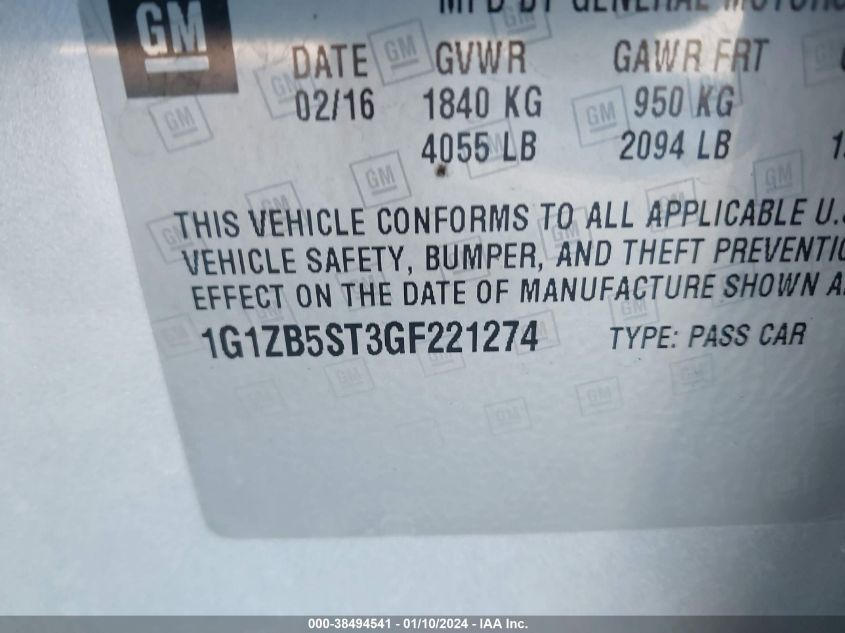 MFD BY GENERAL MOTORS
GM
DATE GVWR GAWR FRT
02/16 1840 KG 950 KG
4055 LB 2094 LB
THIS VEHICLE CONFORMS TO ALL APPLICABLE U.S
VEHICLE SAFETY, BUMPER, AND THEFT PREVENTIO
EFFECT ON THE DATE OF MANUFACTURE SHOWN A
1G1ZB5ST3GF221274 TYPE: PASS CAR
000-38494541 - 01/10/2024 - IAA Inc.